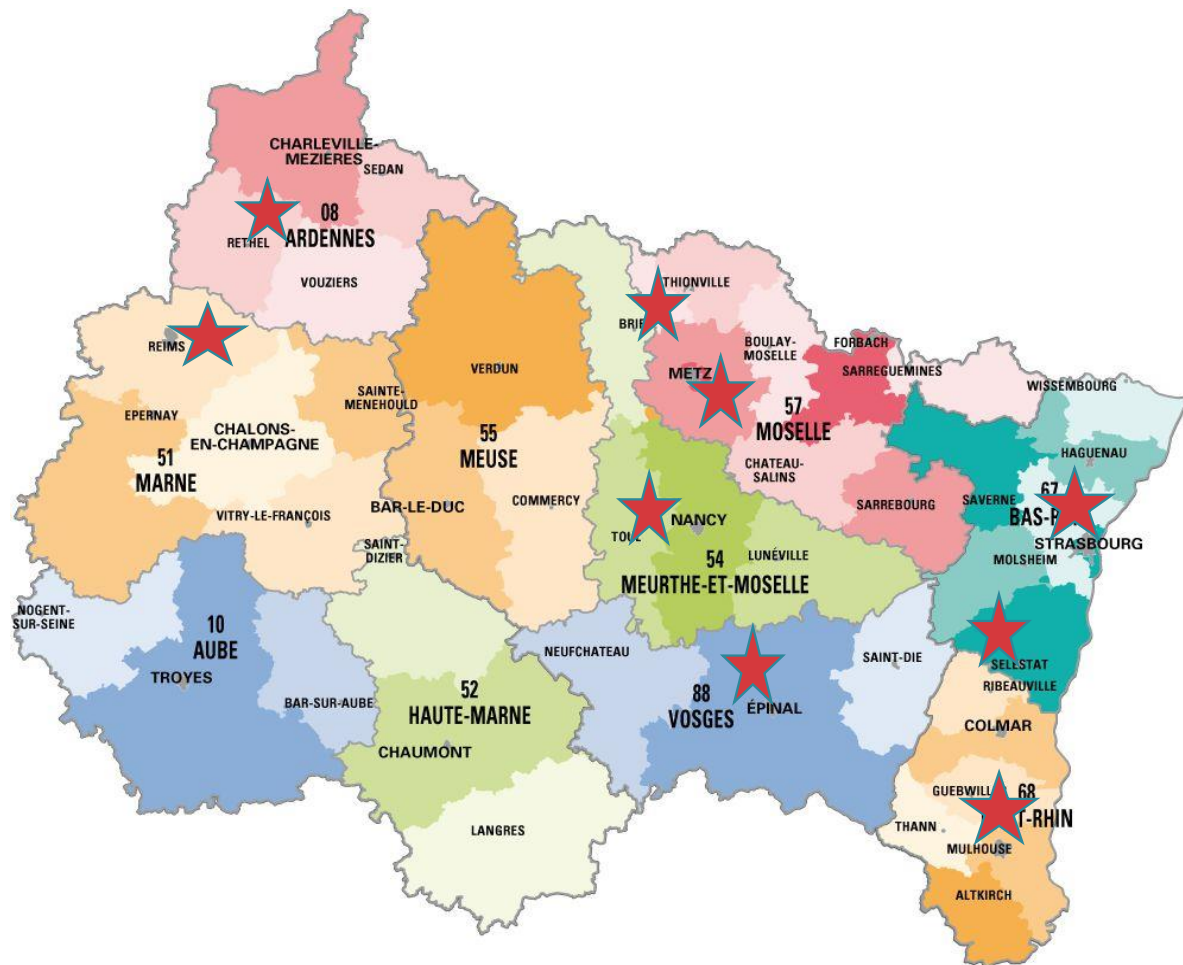 CHARLEVILLE-
MEZIÈRES
SEDAN
08
ARDENNES
RETHEL
VOUZIERS
THIONVILLE
REIMS
BOULAY-
MOSELLE
FORBACH
SARREGUEMINES
METZ
VERDUN
WISSEMBOURG
SAINTE-
MENEHOULD
EPERNAY
CHALONS-
EN-CHAMPAGNE
57
MOSELLE
55
MEUSE
51
MARNE
HAGUENAU
CHATEAU-
SALINS
COMMERCY
BAR-LE-DUC
SARREBOURG
SAVERNE
67
VITRY-LE-FRANÇOIS
NANCY
STRASBOURG
SAINT-
DIZIER
LUNÉVILLE
54
MEURTHE-ET-MOSELLE
MOLSHEIM
NOGENT-
SUR-SEINE
10
AUBE
NEUFCHATEAU
SAINT-DIE
SELESTAT
TROYES
RIBEAUVILLE
52
HAUTE-MARNE
88
VOSGES
BAR-SUR-AUBE
ÉPINAL
COLMAR
CHAUMONT
68
THANN
LANGRES
MULHOUSE
ALTKIRCH